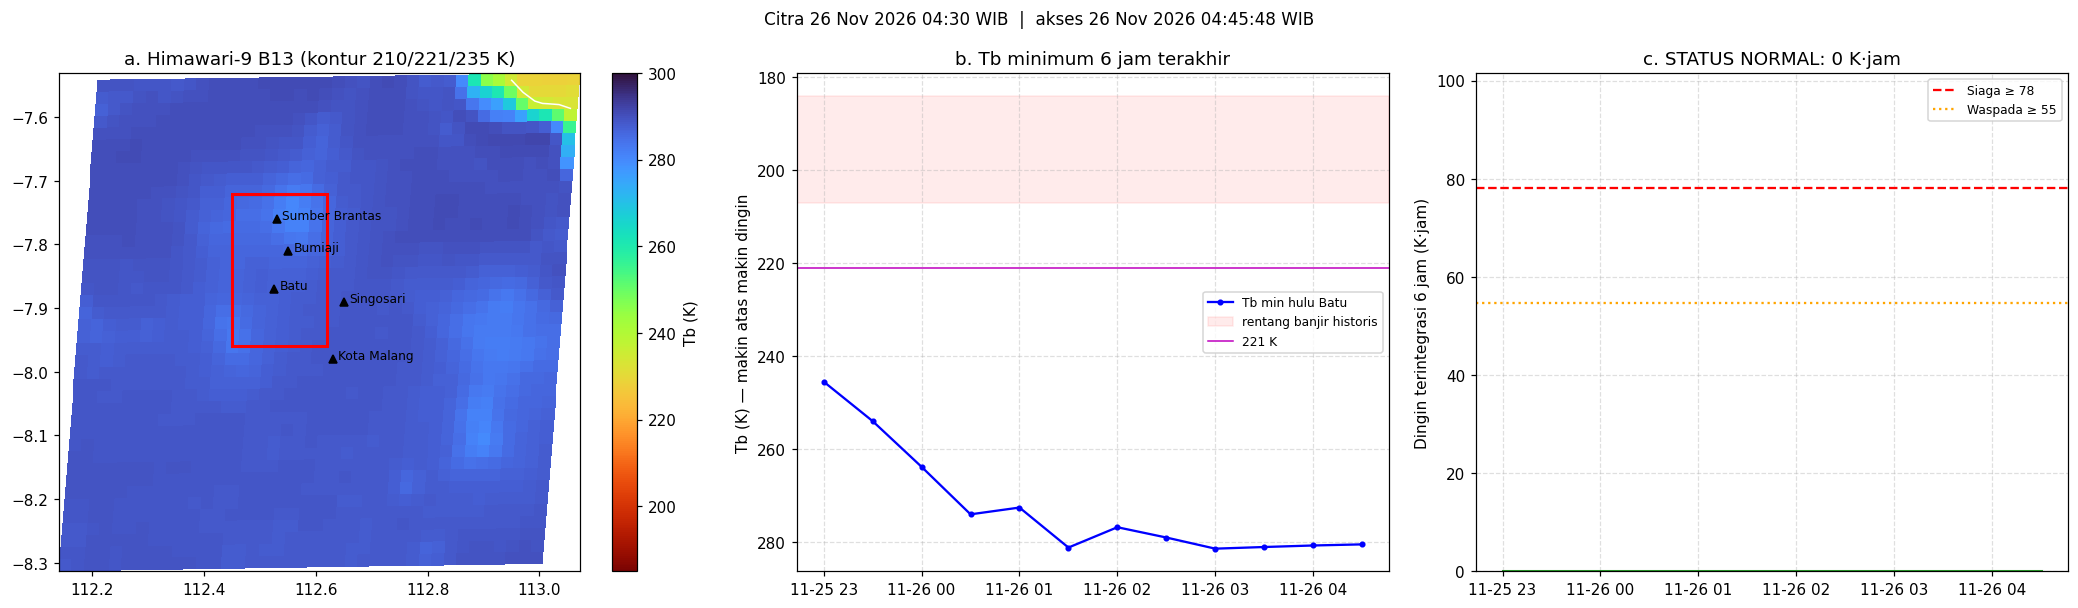 Citra 26 Nov 2026 04:30 WIB | akses 26 Nov 2026 04:45:48 WIB
a. Himawari-9 B13 (kontur 210/221/235 K)
−7.6
−7.7
−7.8
−7.9
−8.0
−8.1
−8.2
−8.3
112.2
112.4
112.6
112.8
113.0
Sumber Brantas
Bumiaji
Batu
Singosari
Kota Malang
300
280
260
240
220
200
Tb (K)
b. Tb minimum 6 jam terakhir
Tb (K) — makin atas makin dingin
180
200
220
240
260
280
Tb min hulu Batu
rentang banjir historis
221 K
11-25 23
11-26 00
11-26 01
11-26 02
11-26 03
11-26 04
c. STATUS NORMAL: 0 K·jam
Dingin terintegrasi 6 jam (K·jam)
100
80
60
40
20
0
Siaga ≥ 78
Waspada ≥ 55
11-25 23
11-26 00
11-26 01
11-26 02
11-26 03
11-26 04